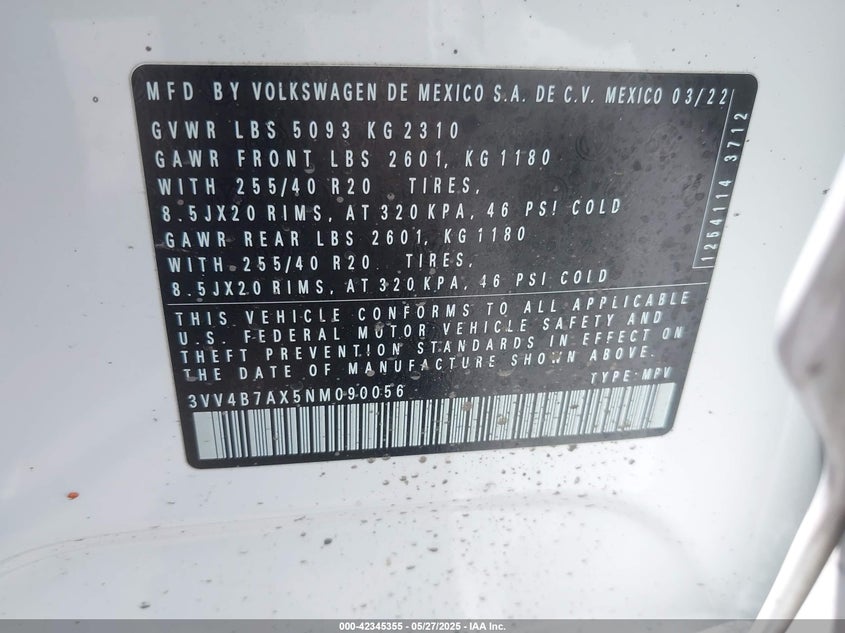 MFD BY VOLKSWAGEN DE MEXICO S.A. DE C.V. MEXICO 03/22
GVWR LBS 5093 KG 2310
GAWR FRONT LBS 2601, KG 1180
WITH 255/40 R20 TIRES,
8.5JX20 RIMS, AT 320 KPA, 46 PSI COLD
GAWR REAR LBS 2601, KG 1180
WITH 255/40 R20 TIRES,
8.5JX20 RIMS, AT 320 KPA, 46 PSI COLD
1254114 3712
THIS VEHICLE CONFORMS TO ALL APPLICABLE
U.S. FEDERAL MOTOR VEHICLE SAFETY AND
THEFT PREVENTION STANDARDS IN EFFECT ON
THE DATE OF MANUFACTURE SHOWN ABOVE.
TYPE-MPV
3VV4B7AX5NM090056
000-42345355 - 05/27/2025 - IAA Inc.